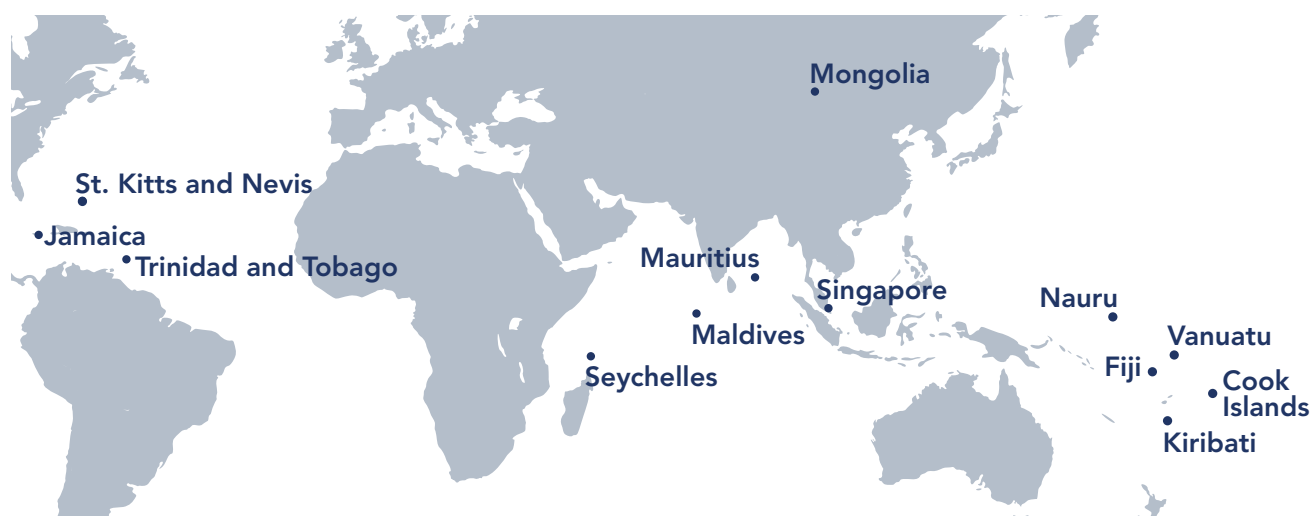 Mongolia
St. Kitts and Nevis
Jamaica
Trinidad and Tobago
Mauritius
Singapore
Nauru
Maldives
Vanuatu
Fiji
Seychelles
Cook
Islands
Kiribati